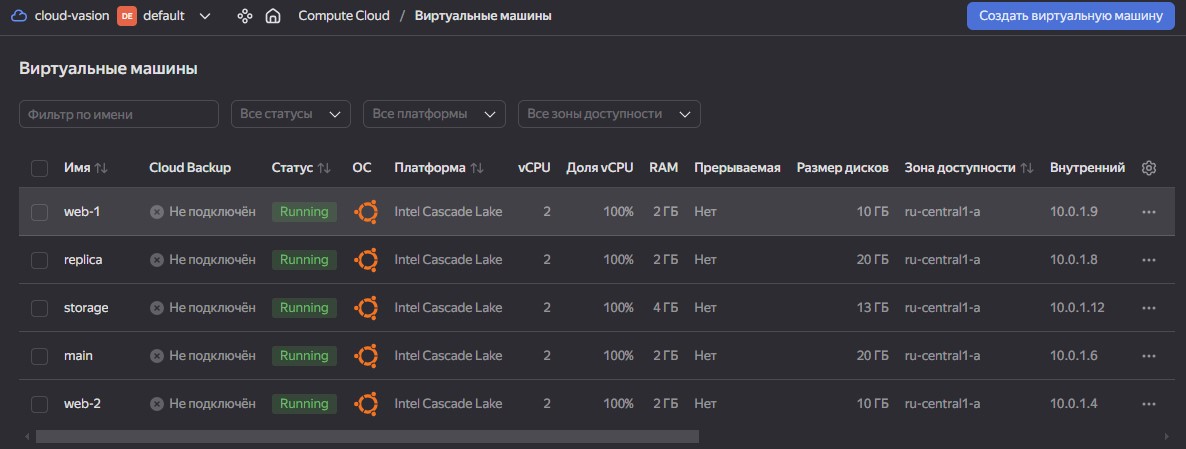 cloud-vasion DE default Compute Cloud / Виртуальные машины Создать виртуальную машину
Виртуальные машины
Фильтр по имени Все статусы Все платформы Все зоны доступности
Имя Cloud Backup Статус ОС Платформа vCPU Доля vCPU RAM Прерываемая Размер дисков Зона доступности Внутренний
web-1 Не подключён Running Intel Cascade Lake 2 100% 2 ГБ Нет 10 ГБ ru-central1-a 10.0.1.9
replica Не подключён Running Intel Cascade Lake 2 100% 2 ГБ Нет 20 ГБ ru-central1-a 10.0.1.8
storage Не подключён Running Intel Cascade Lake 2 100% 4 ГБ Нет 13 ГБ ru-central1-a 10.0.1.12
main Не подключён Running Intel Cascade Lake 2 100% 2 ГБ Нет 20 ГБ ru-central1-a 10.0.1.6
web-2 Не подключён Running Intel Cascade Lake 2 100% 2 ГБ Нет 10 ГБ ru-central1-a 10.0.1.4